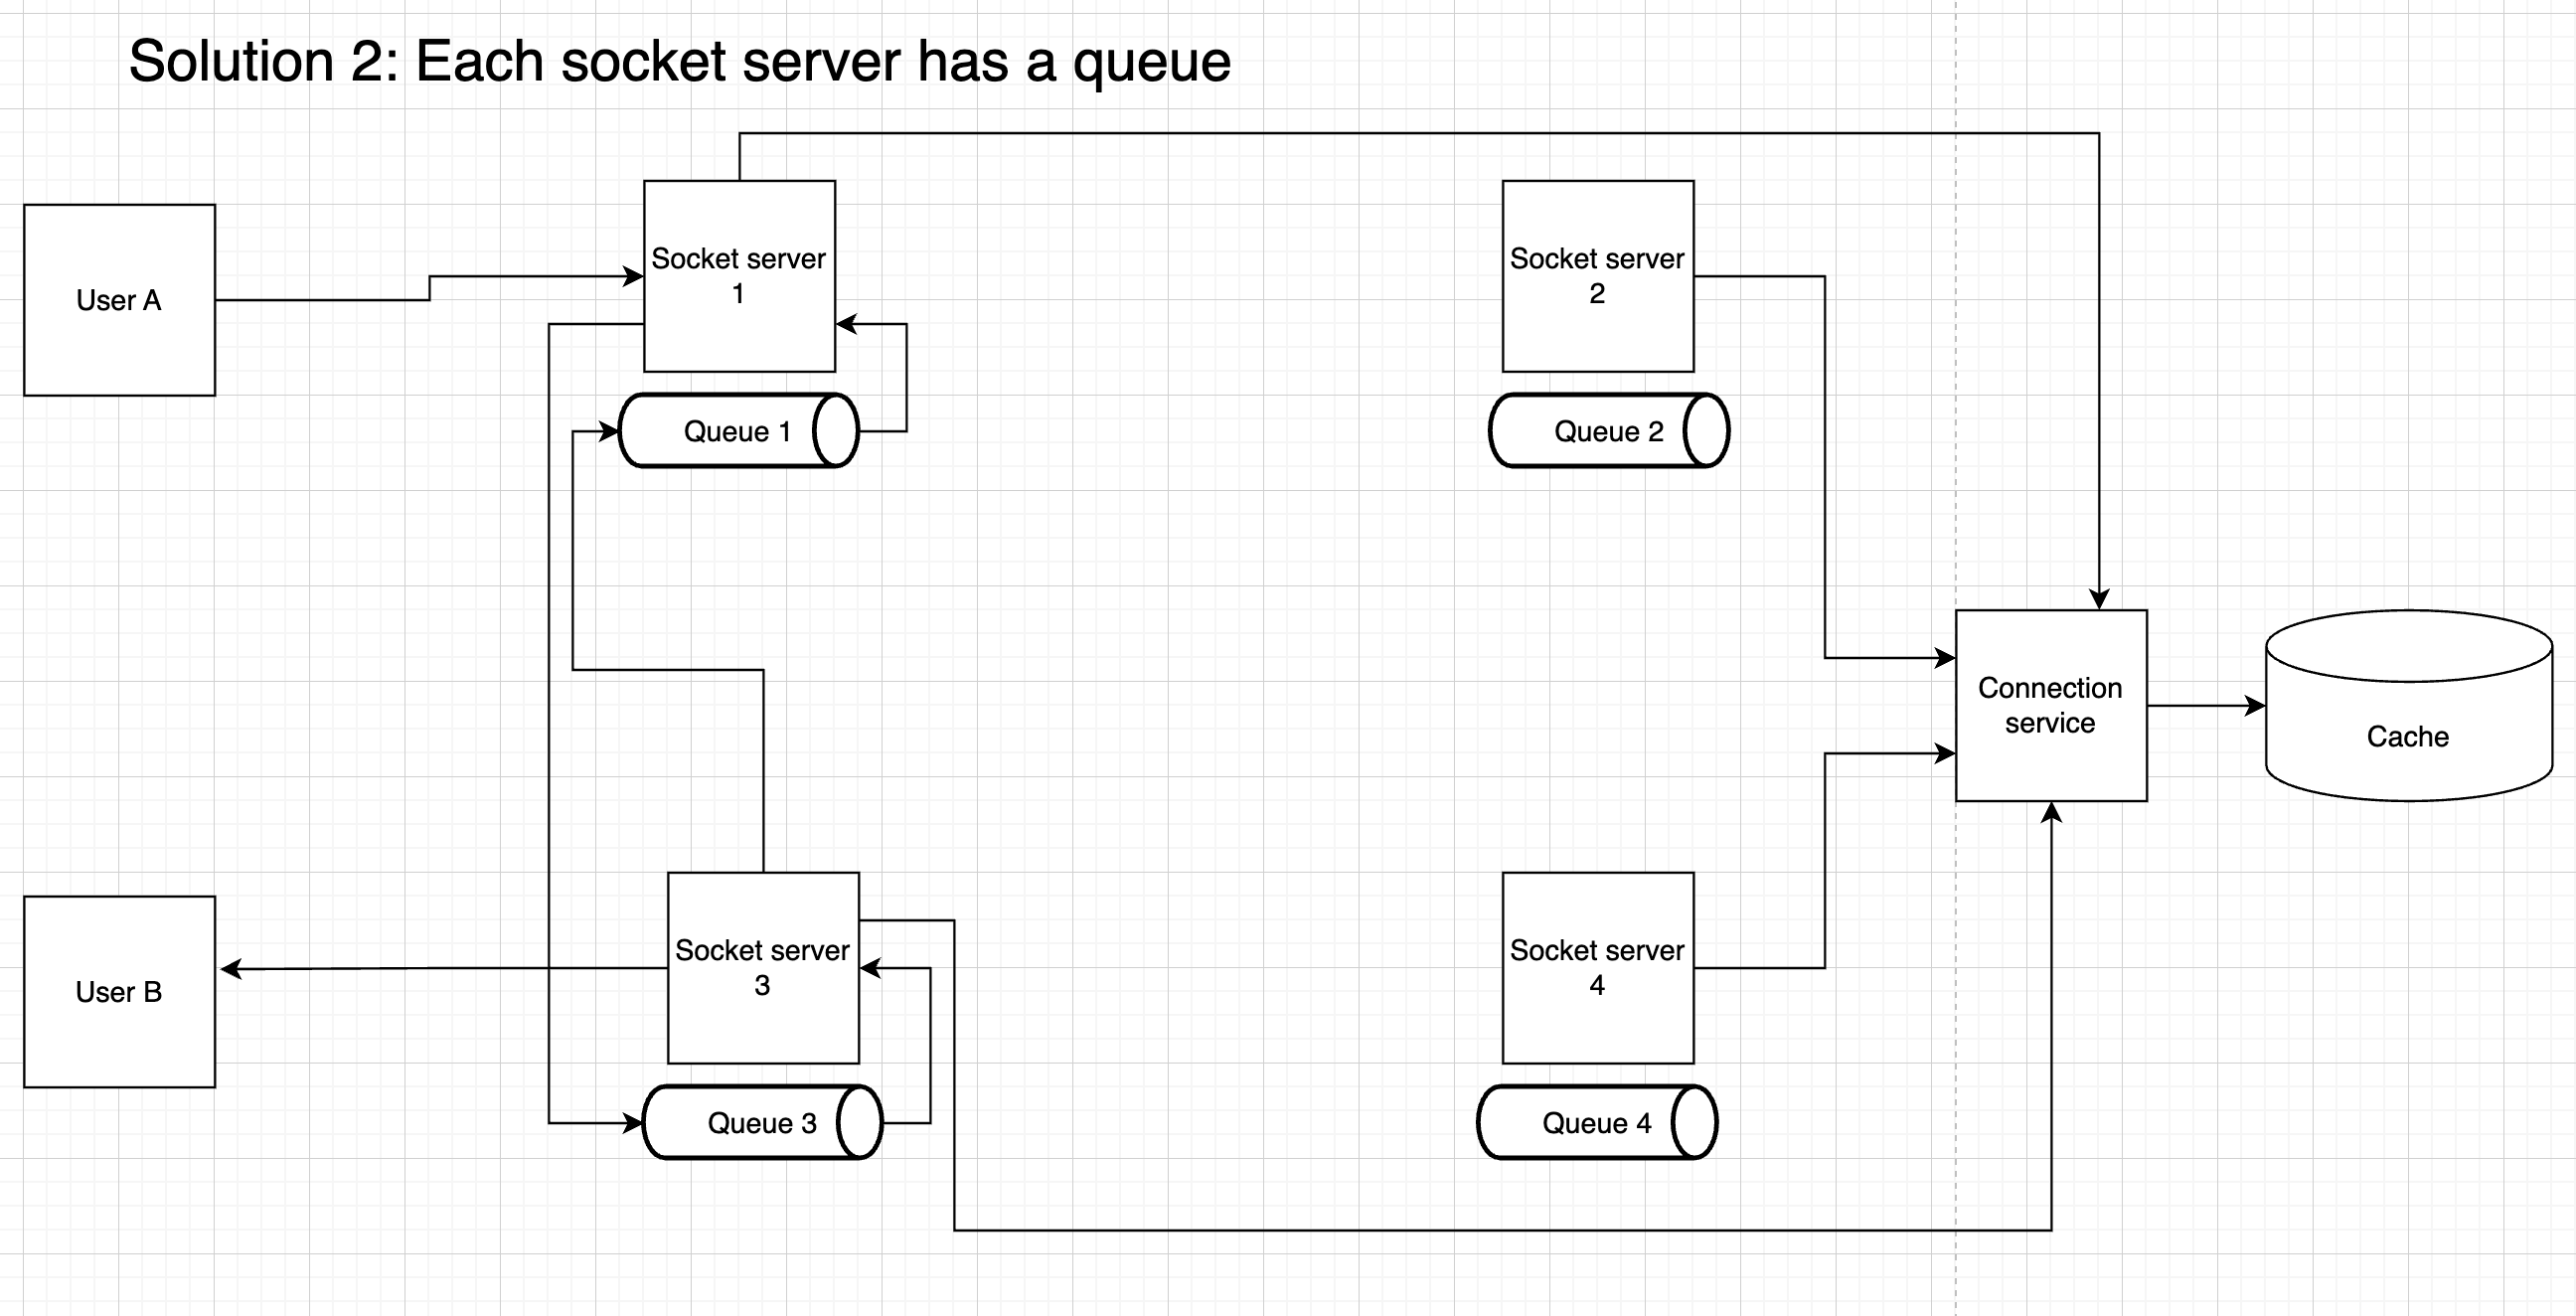 Solution 2: Each socket server has a queue
Socket server
1
Socket server
2
User A
Queue 1
Queue 2
Connection
service
Cache
Socket server
3
Socket server
4
User B
Queue 3
Queue 4